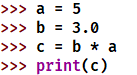 >>> a = 5
>>> b = 3.0
>>> c = b * a
>>> print(c)